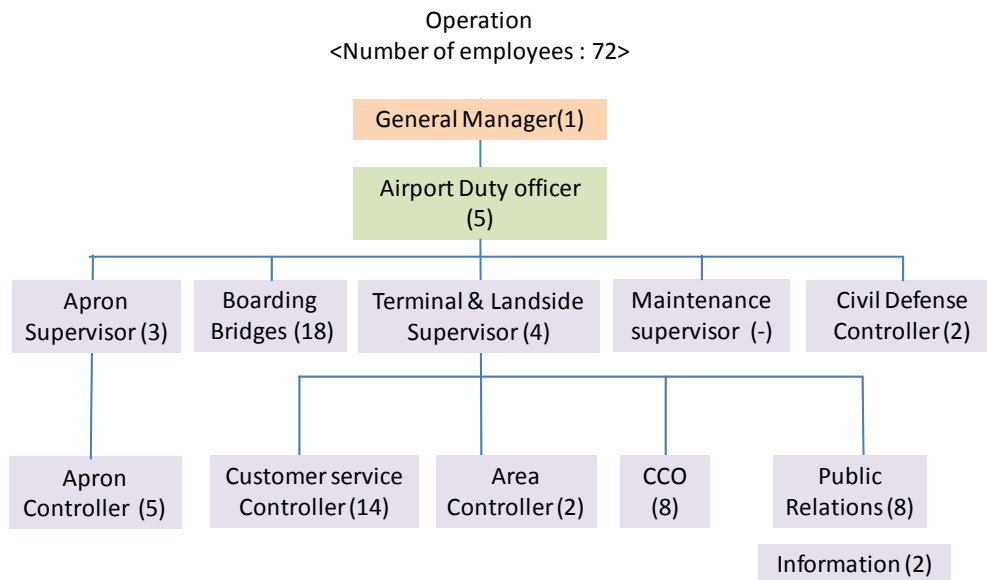 Operation
<Number of employees : 72>
General Manager(1)
Airport Duty officer
(5)
Apron
Supervisor (3)
Boarding
Bridges (18)
Terminal & Landside
Supervisor (4)
Maintenance
supervisor (-)
Civil Defense
Controller (2)
Apron
Controller (5)
Customer service
Controller (14)
Area
Controller (2)
CCO
(8)
Public
Relations (8)
Information (2)